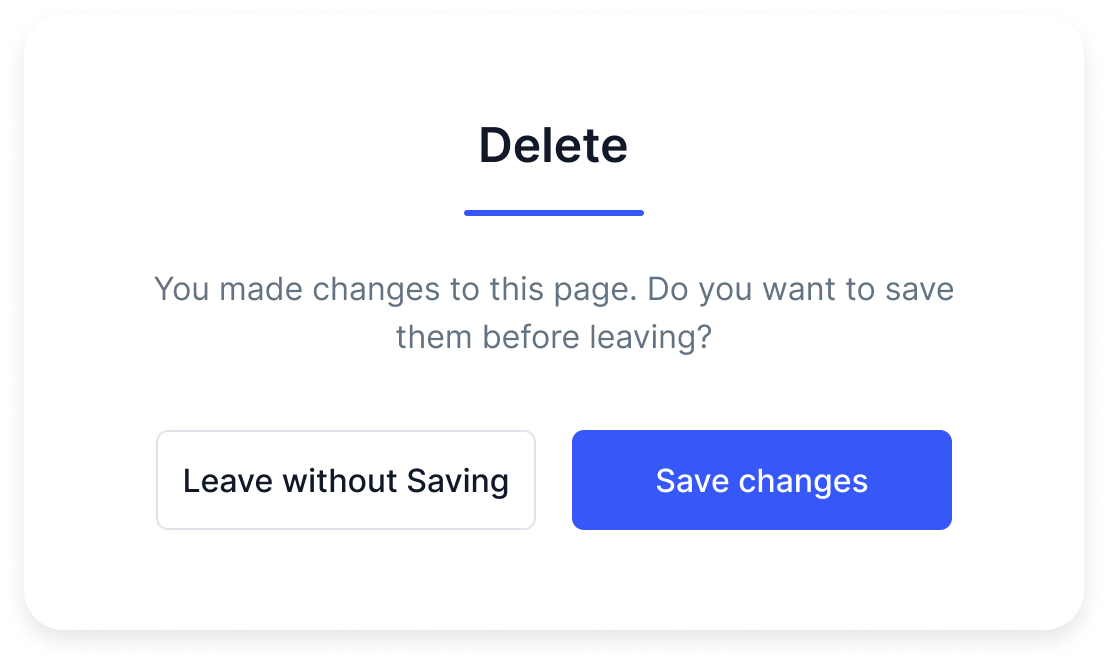 Delete
You made changes to this page. Do you want to save
them before leaving?
Leave without Saving
Save changes